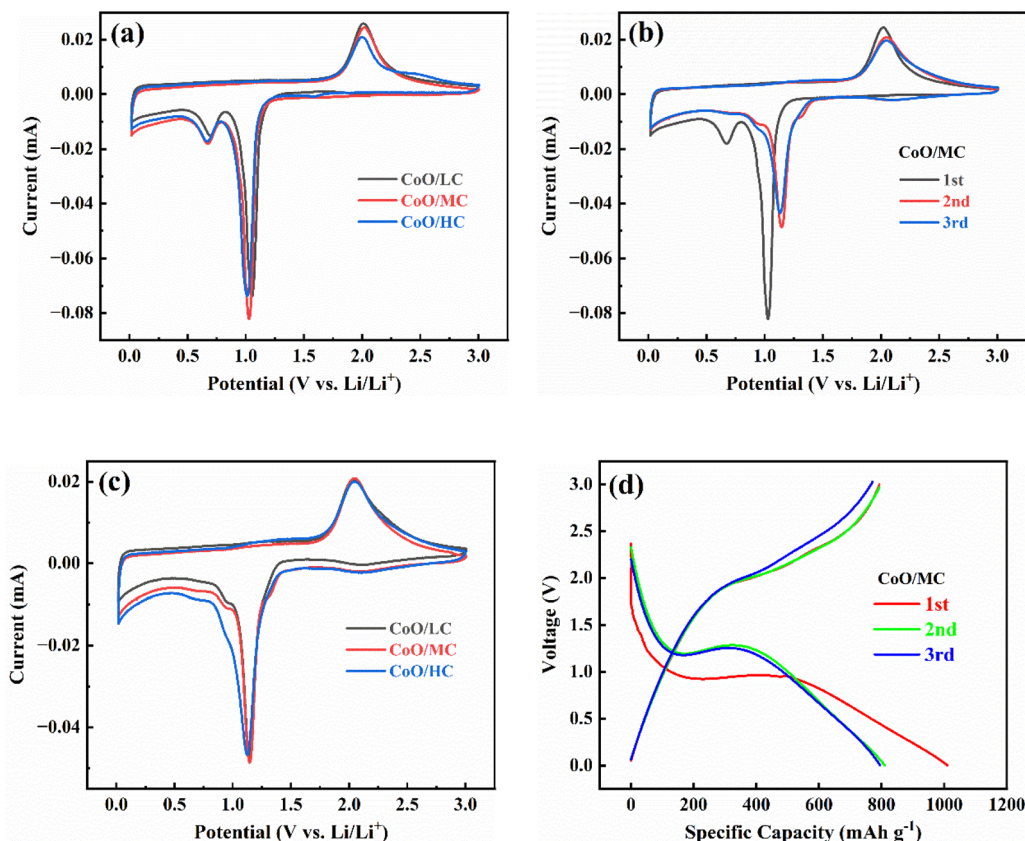 (a)
0.02
0.00
−0.02
−0.04
−0.06
−0.08
Current (mA)
CoO/LC
CoO/MC
CoO/HC
0.0 0.5 1.0 1.5 2.0 2.5 3.0
Potential (V vs. Li/Li⁺)
(b)
0.02
0.00
−0.02
−0.04
−0.06
−0.08
Current (mA)
CoO/MC
1st
2nd
3rd
0.0 0.5 1.0 1.5 2.0 2.5 3.0
Potential (V vs. Li/Li⁺)
(c)
0.02
0.00
−0.02
−0.04
Current (mA)
CoO/LC
CoO/MC
CoO/HC
0.0 0.5 1.0 1.5 2.0 2.5 3.0
Potential (V vs. Li/Li⁺)
(d)
3.0
2.5
2.0
1.5
1.0
0.5
0.0
Voltage (V)
CoO/MC
1st
2nd
3rd
0 200 400 600 800 1000 1200
Specific Capacity (mAh g⁻¹)